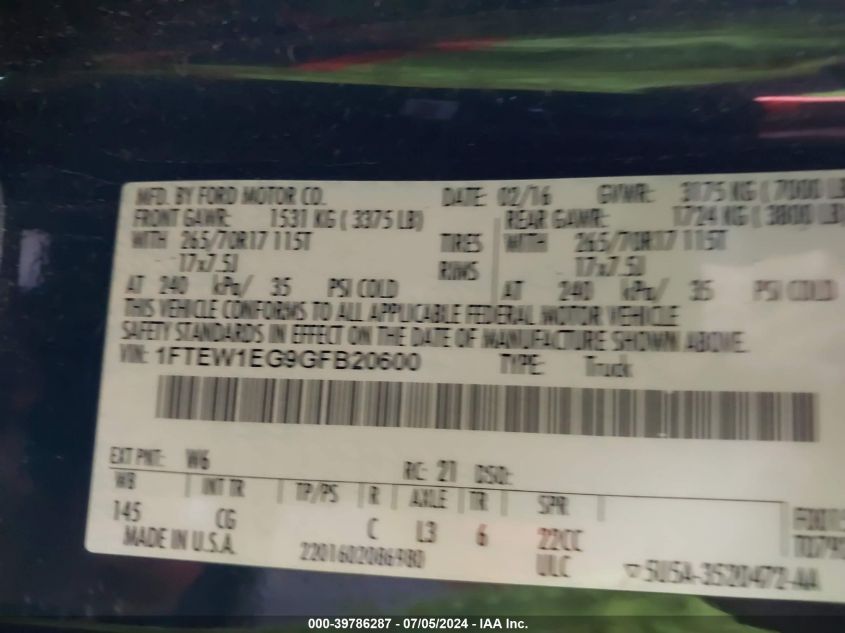 MFD. BY FORD MOTOR CO. DATE: 02/16 GVWR: 3175 KG ( 7000 LB
FRONT GAWR: 1531 KG ( 3375 LB) REAR GAWR: 1724 KG ( 3800 LB)
WITH 265/70R17 115T TIRES WITH 265/70R17 115T
17x7.5J RIMS 17x7.5J
AT 240 kPa/ 35 PSI COLD AT 240 kPa/ 35 PSI COLD
THIS VEHICLE CONFORMS TO ALL APPLICABLE FEDERAL MOTOR VEHICLE
SAFETY STANDARDS IN EFFECT ON THE DATE OF MANUFACTURE SHOWN ABOVE.
VIN: 1FTEW1EG9GFB20600 TYPE: Truck
EXT PNT: W6 RC: 21 DSO:
WB INT TR TP/PS R AXLE TR SPR
145 CG C L3 6 22CC
MADE IN U.S.A. 2201602086980 ULC 5U5A-3520472-AA
000-39786287 - 07/05/2024 - IAA Inc.